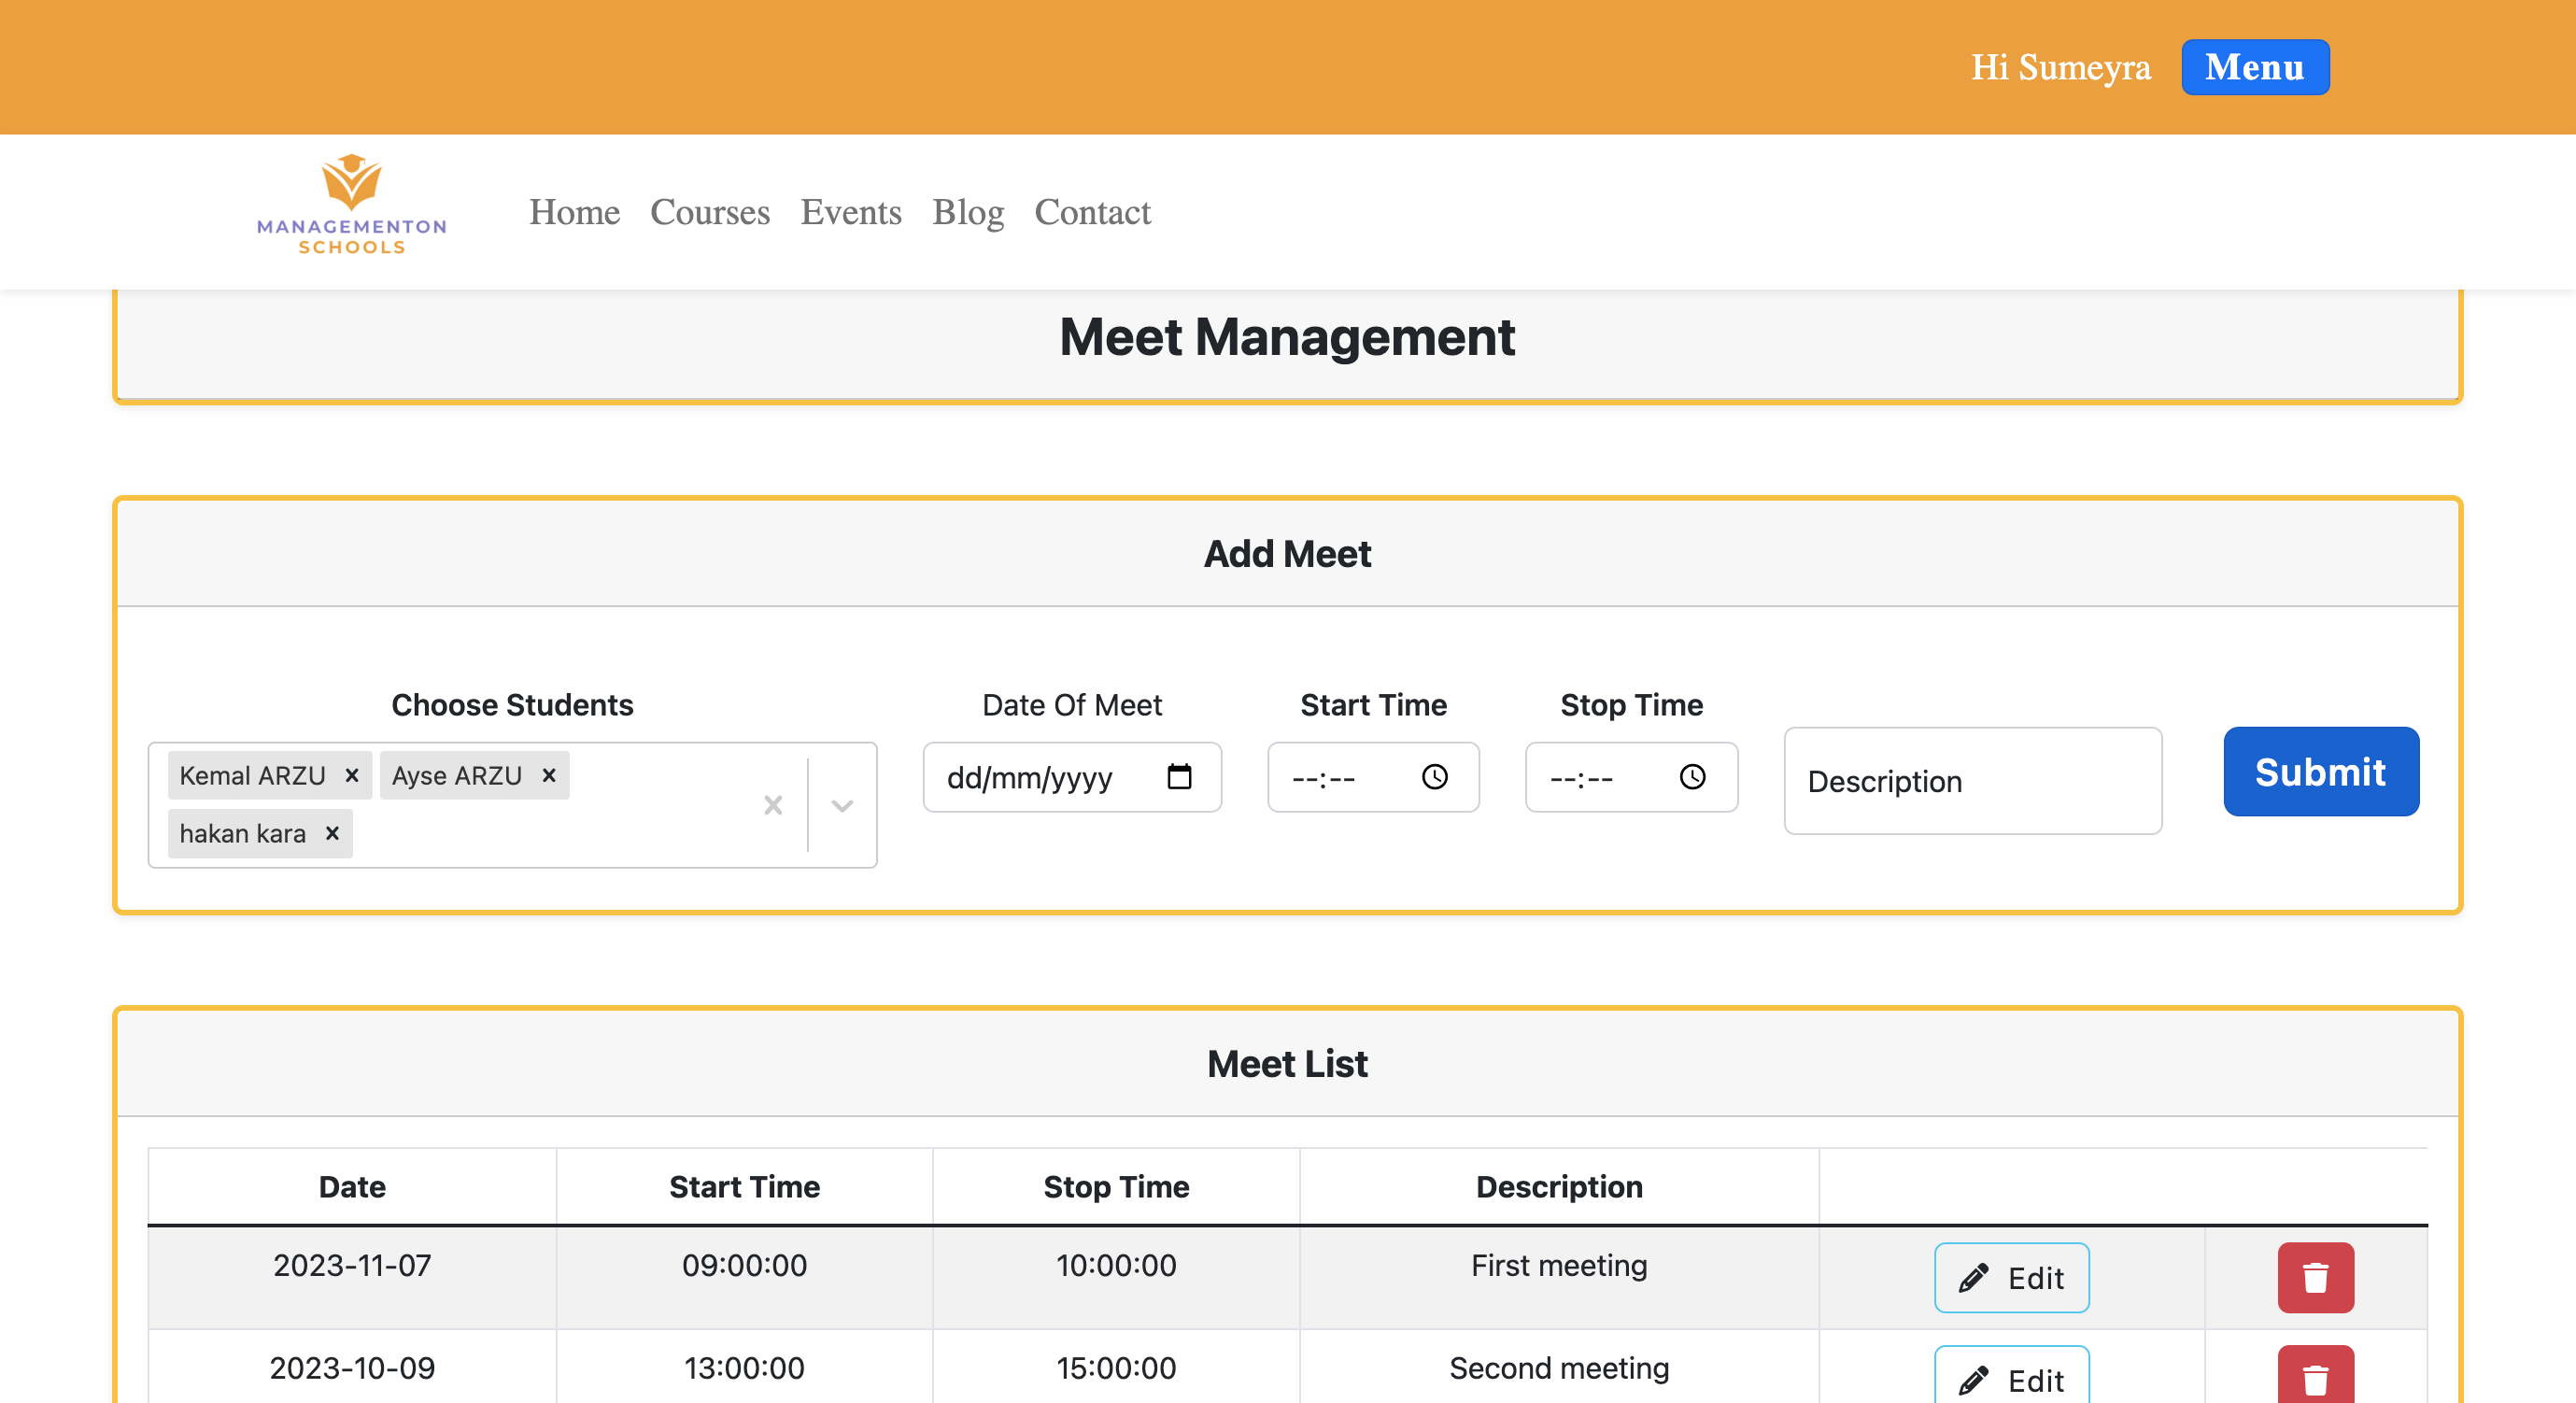 Hi Sumeyra Menu
MANAGEMENTON
SCHOOLS
Home Courses Events Blog Contact
Meet Management
Add Meet
Choose Students Date Of Meet Start Time Stop Time
Kemal ARZU × Ayse ARZU ×
hakan kara ×
dd/mm/yyyy --:-- --:-- Description Submit
Meet List
Date Start Time Stop Time Description
2023-11-07 09:00:00 10:00:00 First meeting Edit
2023-10-09 13:00:00 15:00:00 Second meeting Edit